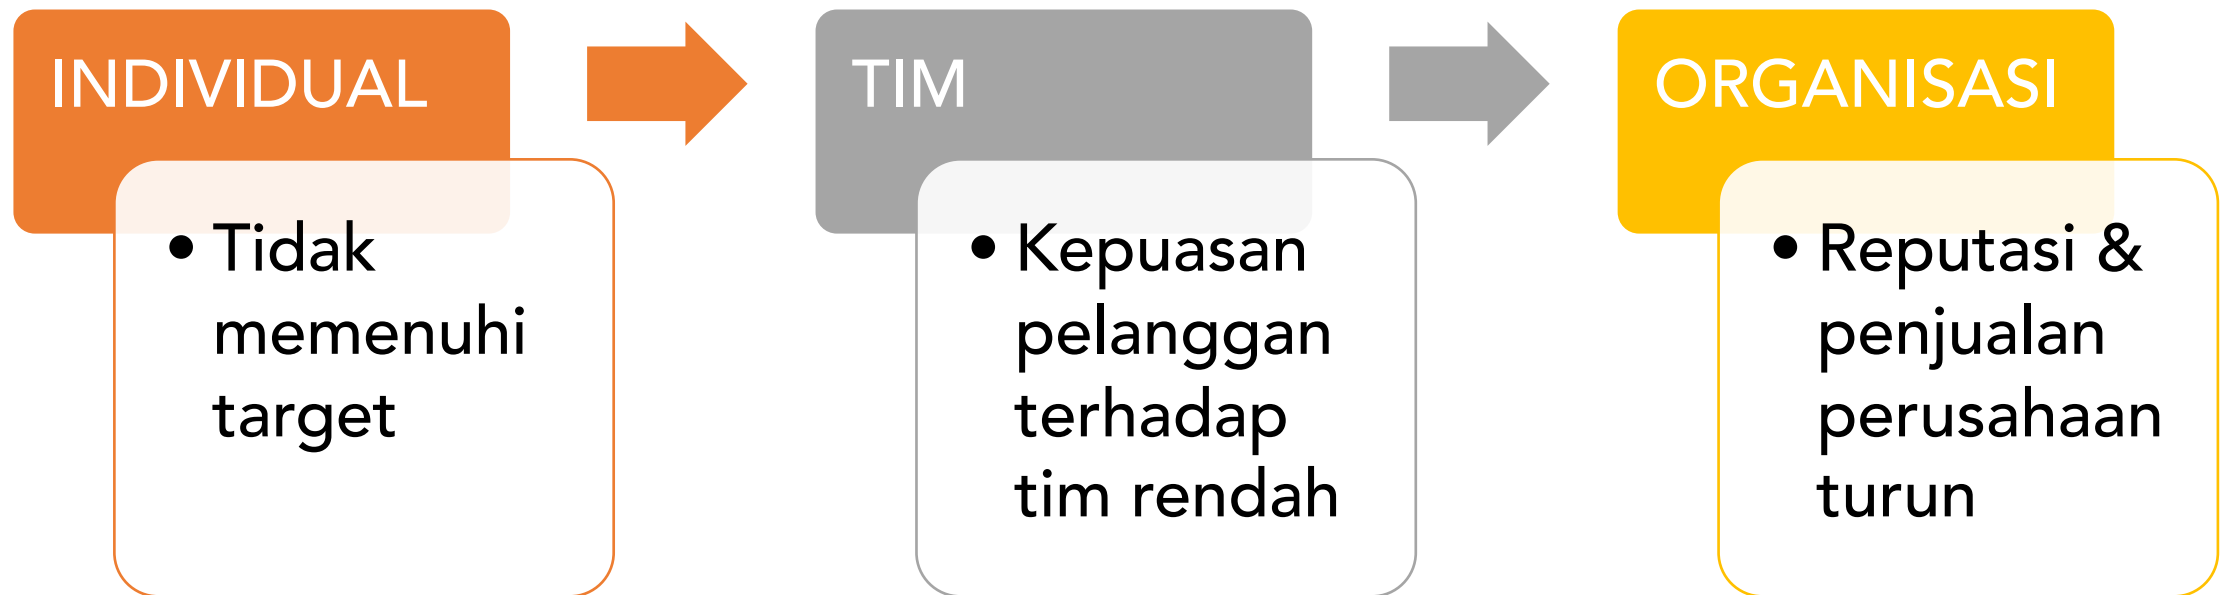 INDIVIDUAL
• Tidak
memenuhi
target
TIM
• Kepuasan
pelanggan
terhadap
tim rendah
ORGANISASI
• Reputasi &
penjualan
perusahaan
turun